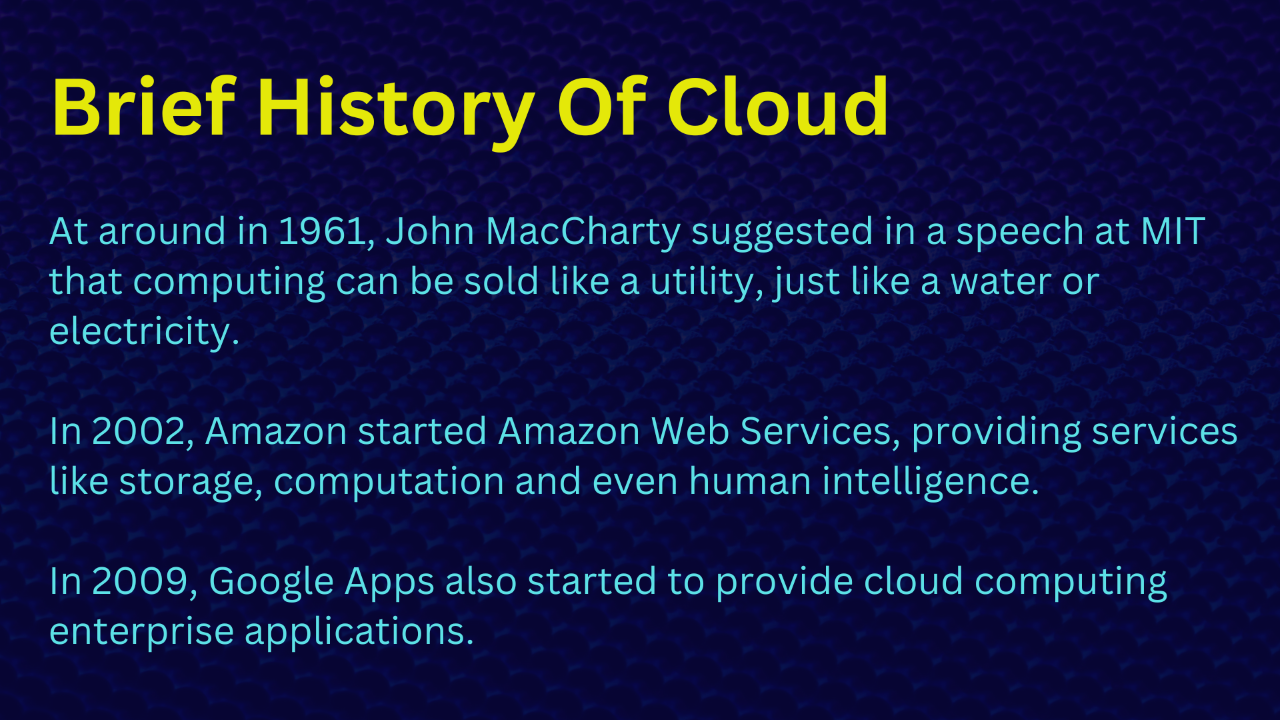 Brief History Of Cloud
At around in 1961, John MacCharty suggested in a speech at MIT
that computing can be sold like a utility, just like a water or
electricity.
In 2002, Amazon started Amazon Web Services, providing services
like storage, computation and even human intelligence.
In 2009, Google Apps also started to provide cloud computing
enterprise applications.